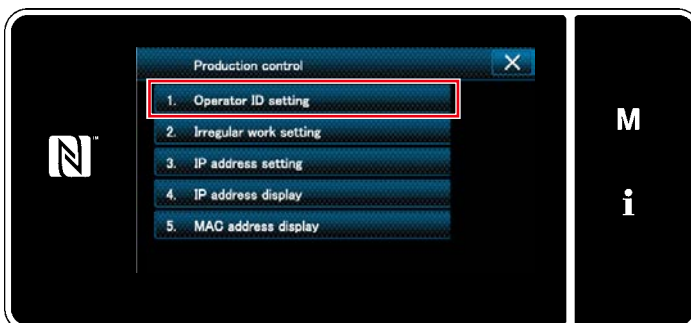 Production control
1. Operator ID setting
2. Irregular work setting
3. IP address setting
4. IP address display
5. MAC address display
M
i